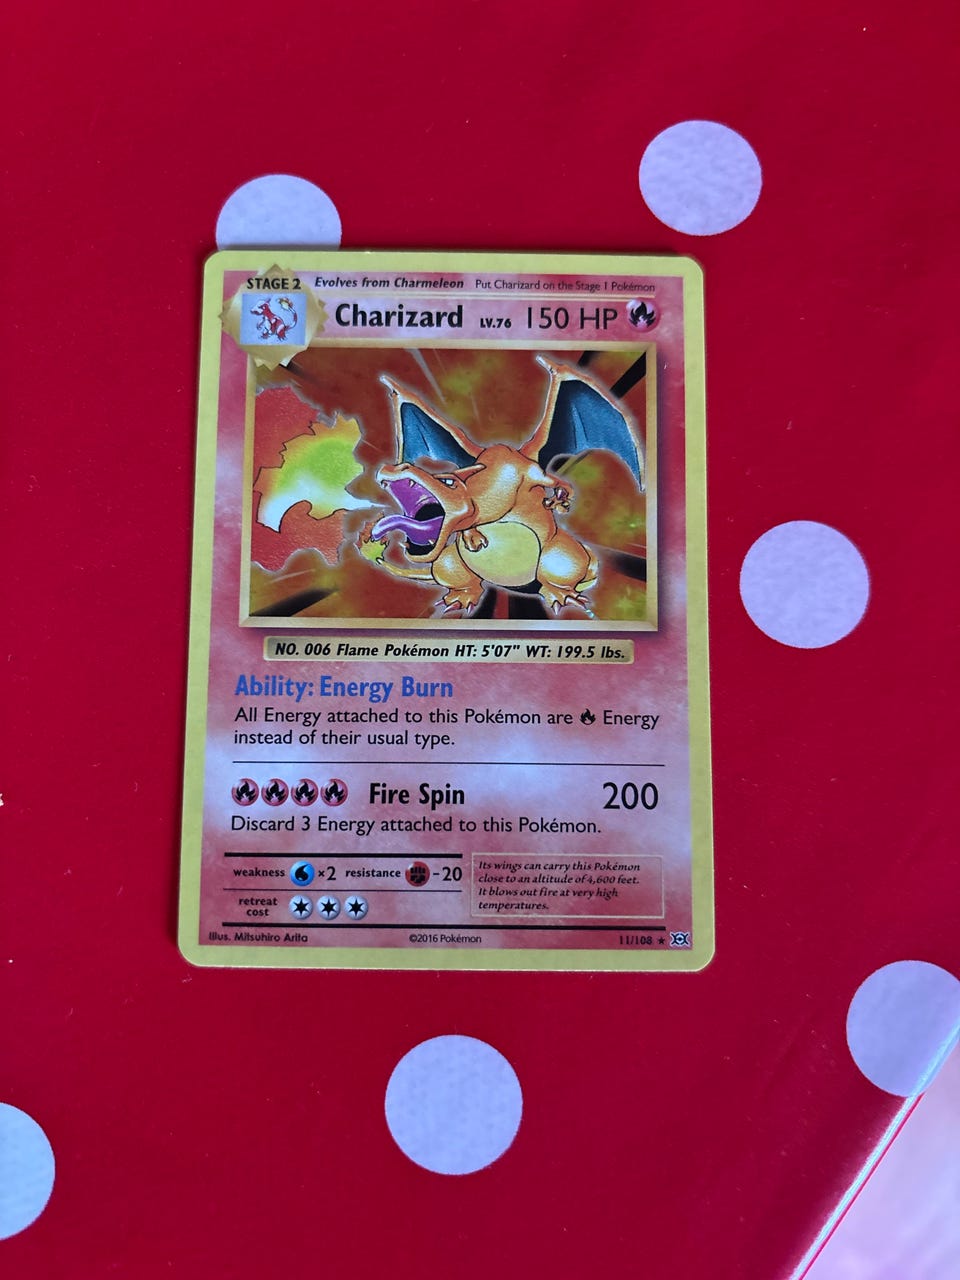 STAGE 2 Evolves from Charmeleon Put Charizard on the Stage 1 Pokémon
Charizard LV.76 150 HP
NO. 006 Flame Pokémon HT: 5'07" WT: 199.5 lbs.
Ability: Energy Burn
All Energy attached to this Pokémon are Energy
instead of their usual type.
Fire Spin 200
Discard 3 Energy attached to this Pokémon.
weakness ×2 resistance -20
retreat
cost
Its wings can carry this Pokémon
close to an altitude of 4,600 feet.
It blows out fire at very high
temperatures.
Illus. Mitsuhiro Arita ©2016 Pokémon 11/108 ★